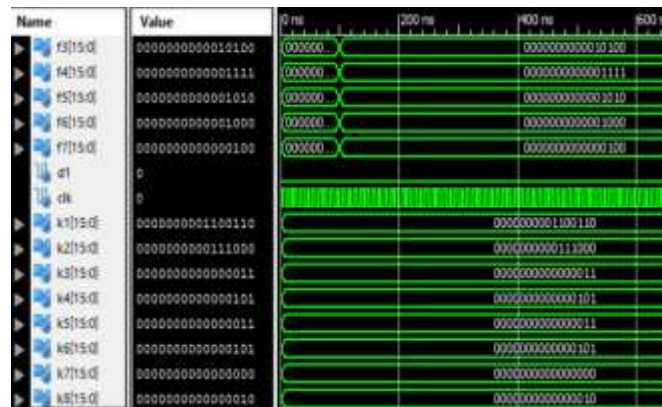 Name Value 0 ns 200 ns 400 ns 600
f3[15:0] 0000000000010100 000000... 0000000000010100
f4[15:0] 0000000000001111 000000... 0000000000001111
f5[15:0] 0000000000001010 000000... 0000000000001010
f6[15:0] 0000000000001000 000000... 0000000000001000
f7[15:0] 0000000000000100 000000... 0000000000000100
d1 0
clk 0
k1[15:0] 0000000001100110 0000000001100110
k2[15:0] 0000000000111000 0000000000111000
k3[15:0] 0000000000000011 0000000000000011
k4[15:0] 0000000000000101 0000000000000101
k5[15:0] 0000000000000011 0000000000000011
k6[15:0] 0000000000000101 0000000000000101
k7[15:0] 0000000000000000 0000000000000000
k8[15:0] 0000000000000010 0000000000000010